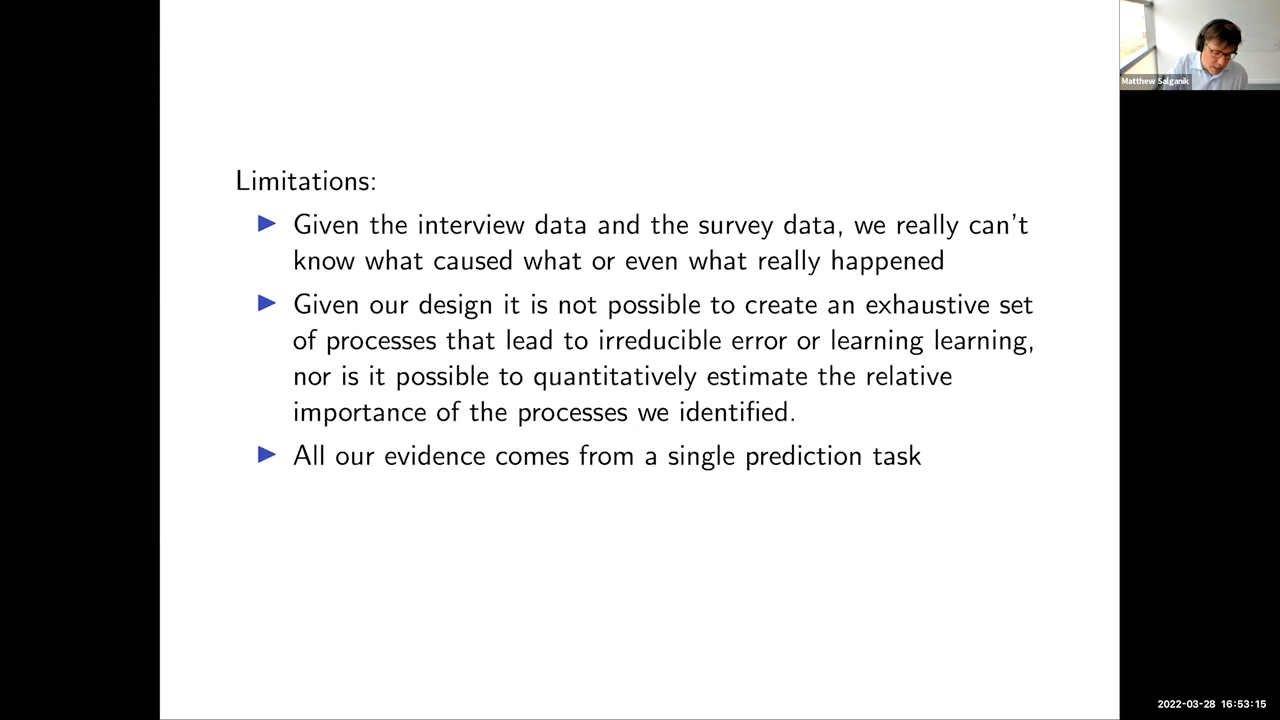 Matthew Salganik
Limitations:
Given the interview data and the survey data, we really can't
know what caused what or even what really happened
Given our design it is not possible to create an exhaustive set
of processes that lead to irreducible error or learning learning,
nor is it possible to quantitatively estimate the relative
importance of the processes we identified.
All our evidence comes from a single prediction task
2022-03-28 16:53:15